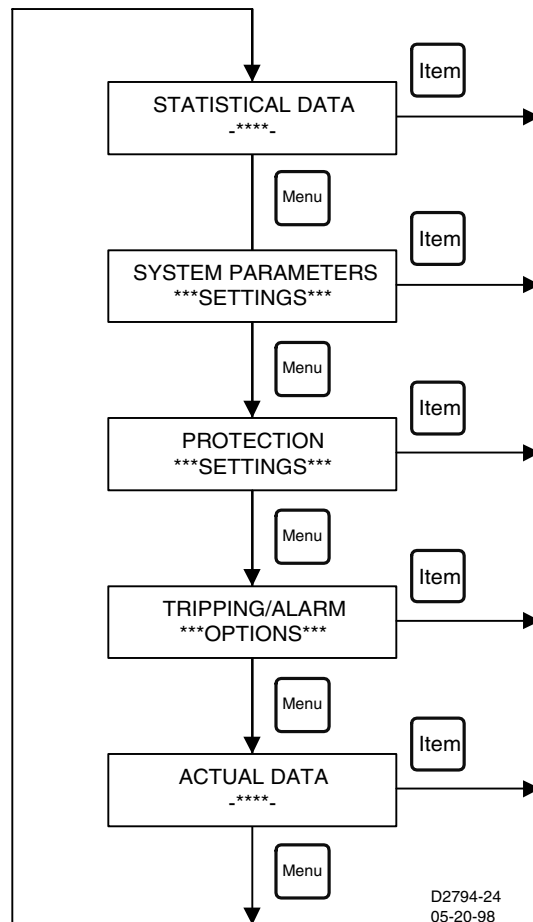 Item
STATISTICAL DATA
-****-
Menu
Item
SYSTEM PARAMETERS
***SETTINGS***
Menu
Item
PROTECTION
***SETTINGS***
Menu
Item
TRIPPING/ALARM
***OPTIONS***
Menu
Item
ACTUAL DATA
-****-
Menu
D2794-24
05-20-98